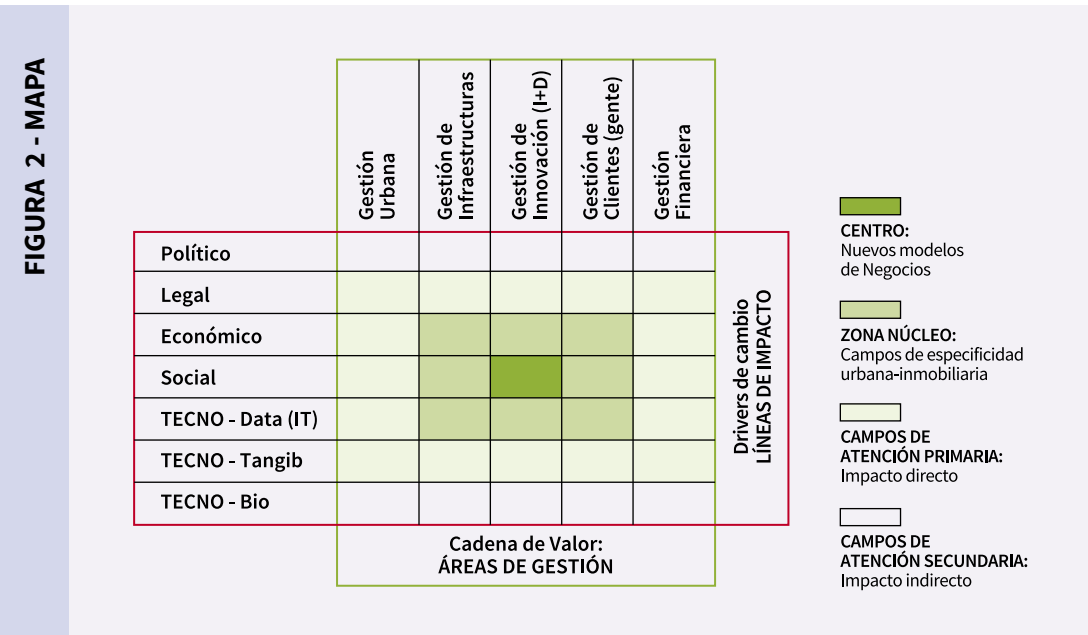 FIGURA 2 - MAPA
Gestión
Urbana
Gestión de
Infraestructuras
Gestión de
Innovación (I+D)
Gestión de
Clientes (gente)
Gestión
Financiera
Político
Legal
Económico
Social
TECNO - Data (IT)
TECNO - Tangib
TECNO - Bio
Drivers de cambio
LÍNEAS DE IMPACTO
Cadena de Valor:
ÁREAS DE GESTIÓN
CENTRO:
Nuevos modelos
de Negocios
ZONA NÚCLEO:
Campos de especificidad
urbana-inmobiliaria
CAMPOS DE
ATENCIÓN PRIMARIA:
Impacto directo
CAMPOS DE
ATENCIÓN SECUNDARIA:
Impacto indirecto